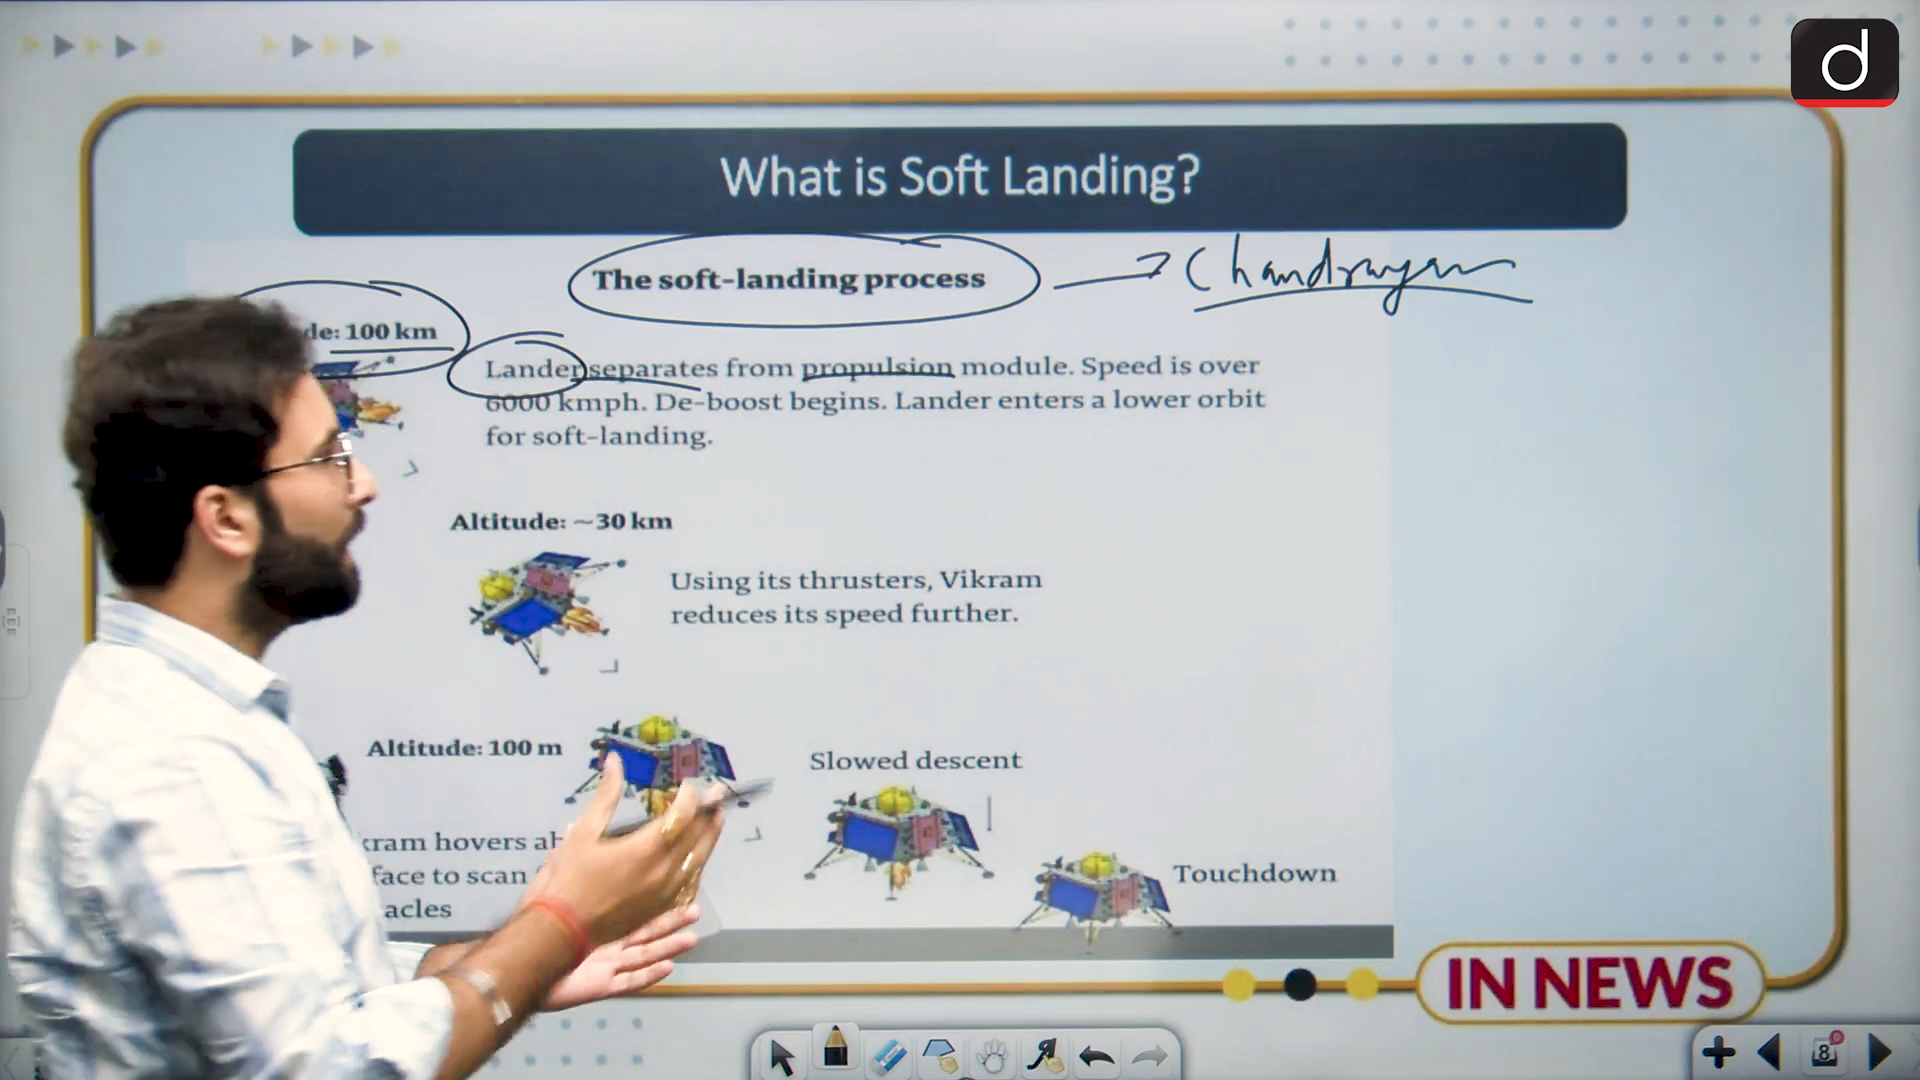 d
What is Soft Landing?
The soft-landing process
Chandrayan
de: 100 km
Lander separates from propulsion module. Speed is over
6000 kmph. De-boost begins. Lander enters a lower orbit
for soft-landing.
Altitude: ~30 km
Using its thrusters, Vikram
reduces its speed further.
Altitude: 100 m
kram hovers ab
face to scan
acles
Slowed descent
Touchdown
IN NEWS
8
0